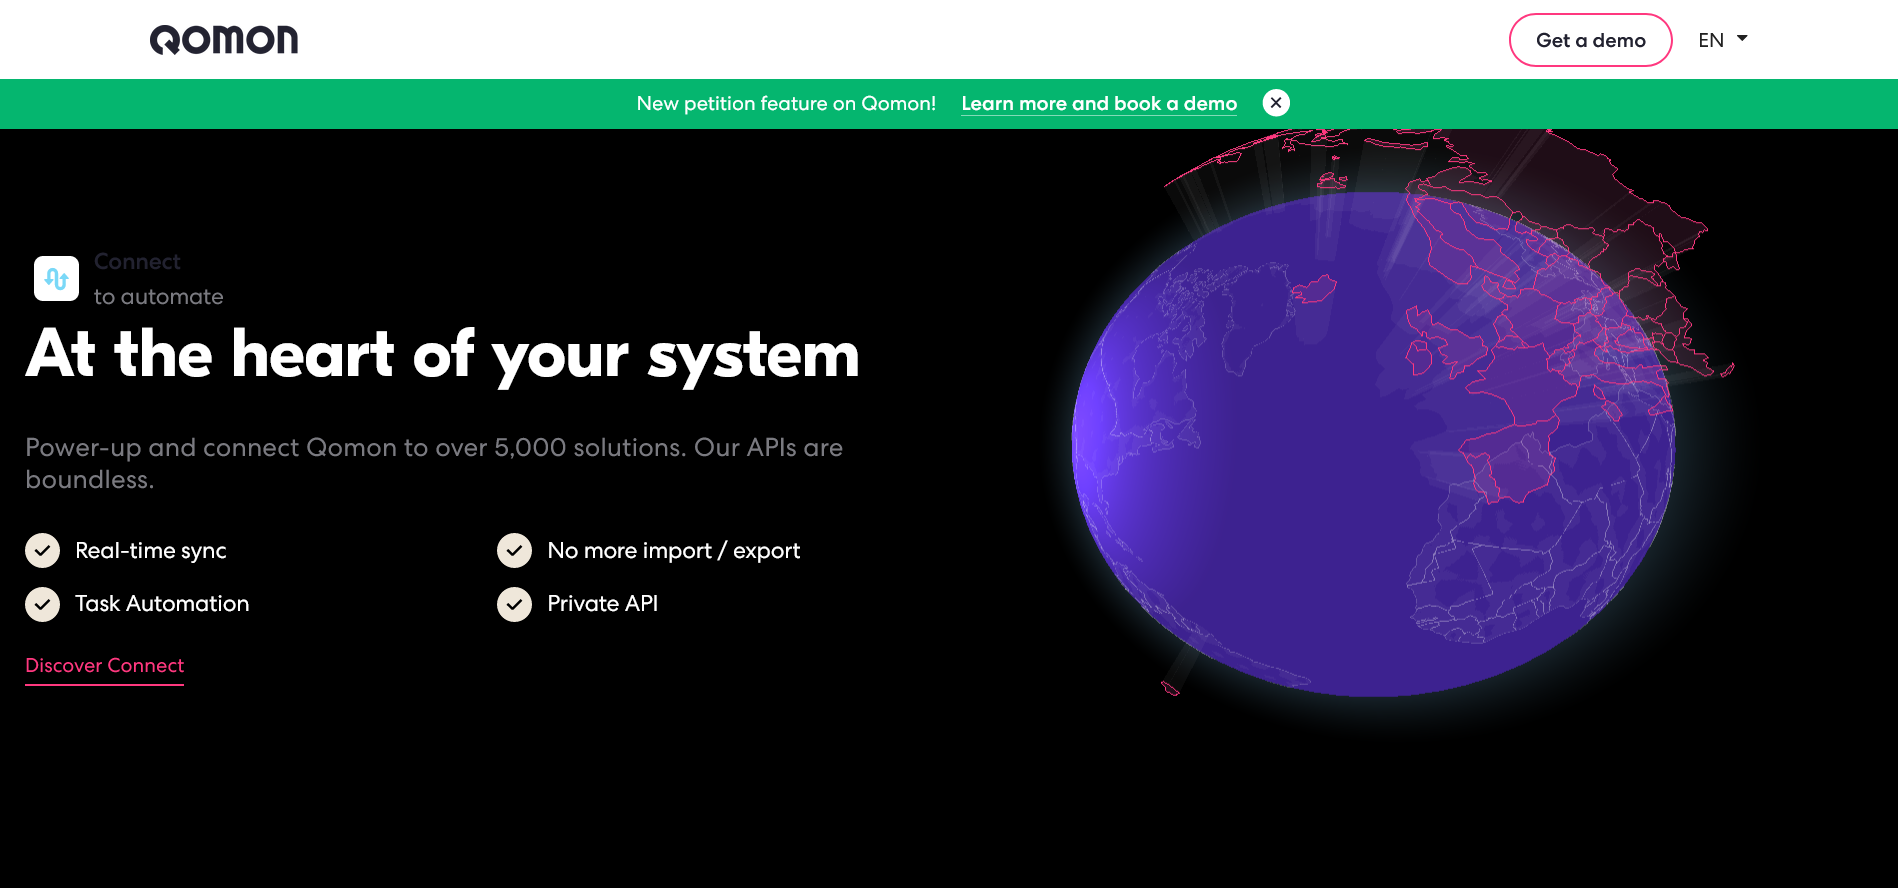 Qomon
Get a demo
EN
New petition feature on Qomon! Learn more and book a demo
Connect
to automate
At the heart of your system
Power-up and connect Qomon to over 5,000 solutions. Our APIs are
boundless.
Real-time sync
No more import / export
Task Automation
Private API
Discover Connect